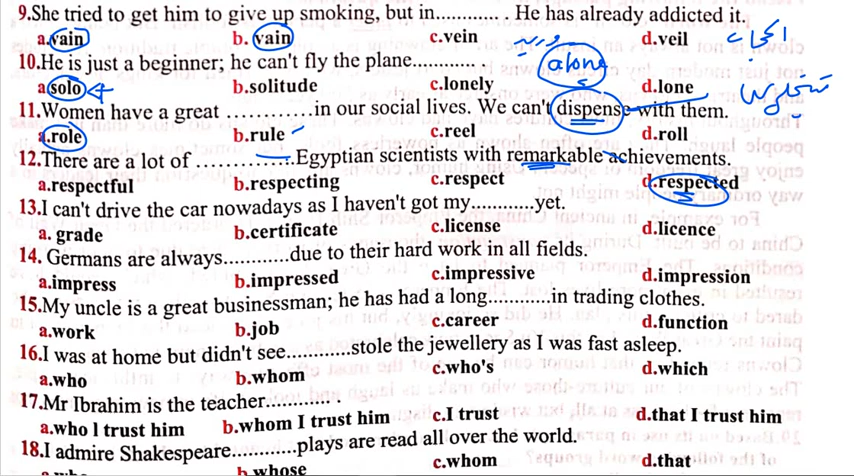 9.She tried to get him to give up smoking, but in............. .He has already addicted it.
a.vain b. vain c.vein d.veil
10.He is just a beginner; he can't fly the plane............. .
alone
a.solo b.solitude c.lonely d.lone
11.Women have a great .............. in our social lives. We can't dispense with them.
a.role b.rule c.reel d.roll
12.There are a lot of ................Egyptian scientists with remarkable achievements.
a.respectful b.respecting c.respect d.respected
13.I can't drive the car nowadays as I haven't got my...........yet.
a. grade b.certificate c.license d.licence
14. Germans are always...........due to their hard work in all fields.
a.impress b.impressed c.impressive d.impression
15.My uncle is a great businessman; he has had a long...........in trading clothes.
a.work b.job c.career d.function
16.I was at home but didn't see...........stole the jewellery as I was fast asleep.
a.who b.whom c.who's d.which
17.Mr Ibrahim is the teacher............. .
a.who I trust him b.whom I trust him c.I trust d.that I trust him
18.I admire Shakespeare................plays are read all over the world.
a.who b.whose c.whom d.that